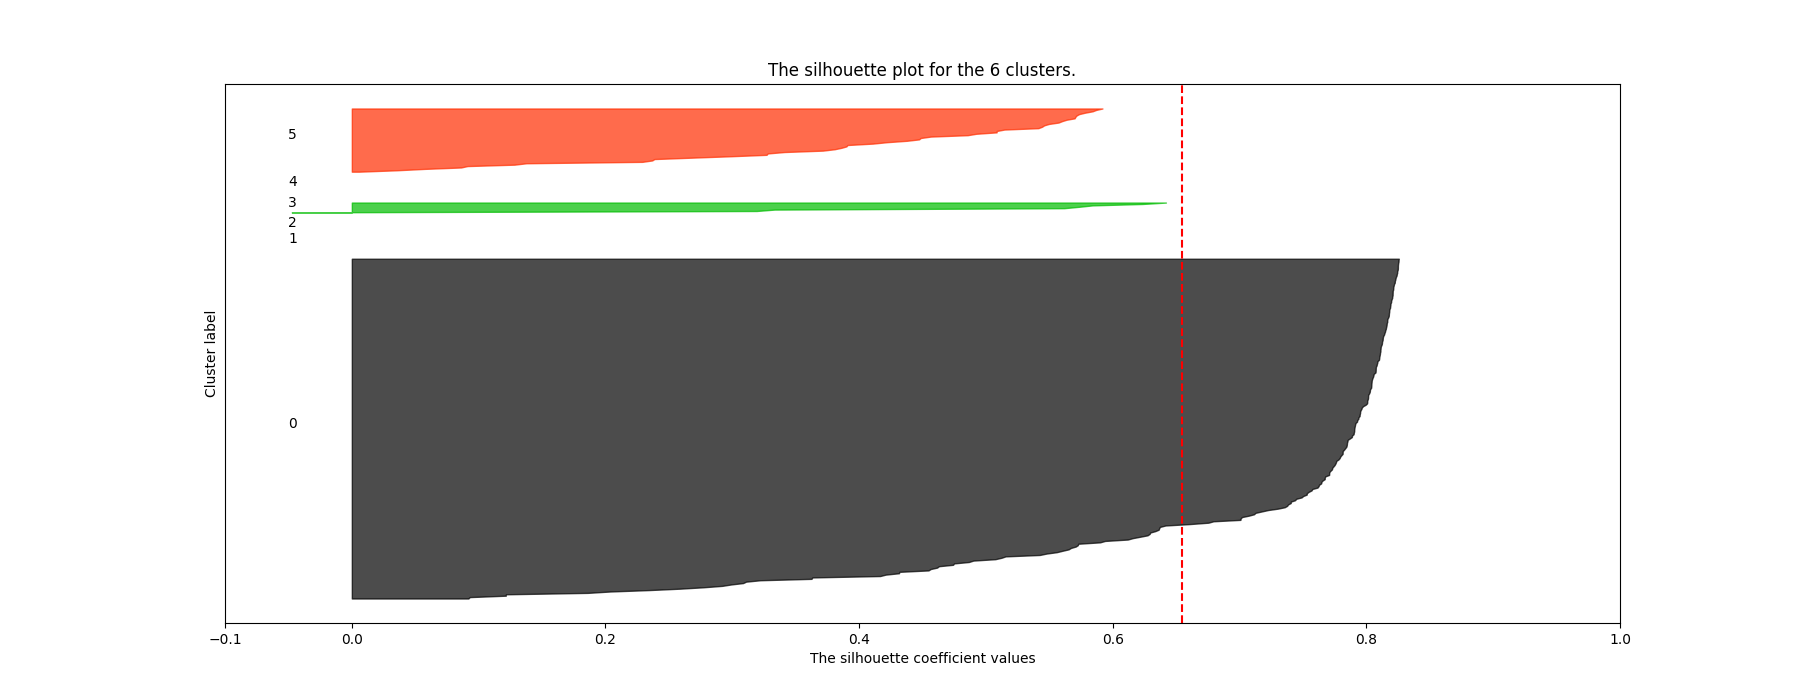 The silhouette plot for the 6 clusters.
5
4
3
2
1
0
Cluster label
−0.1 0.0 0.2 0.4 0.6 0.8 1.0
The silhouette coefficient values